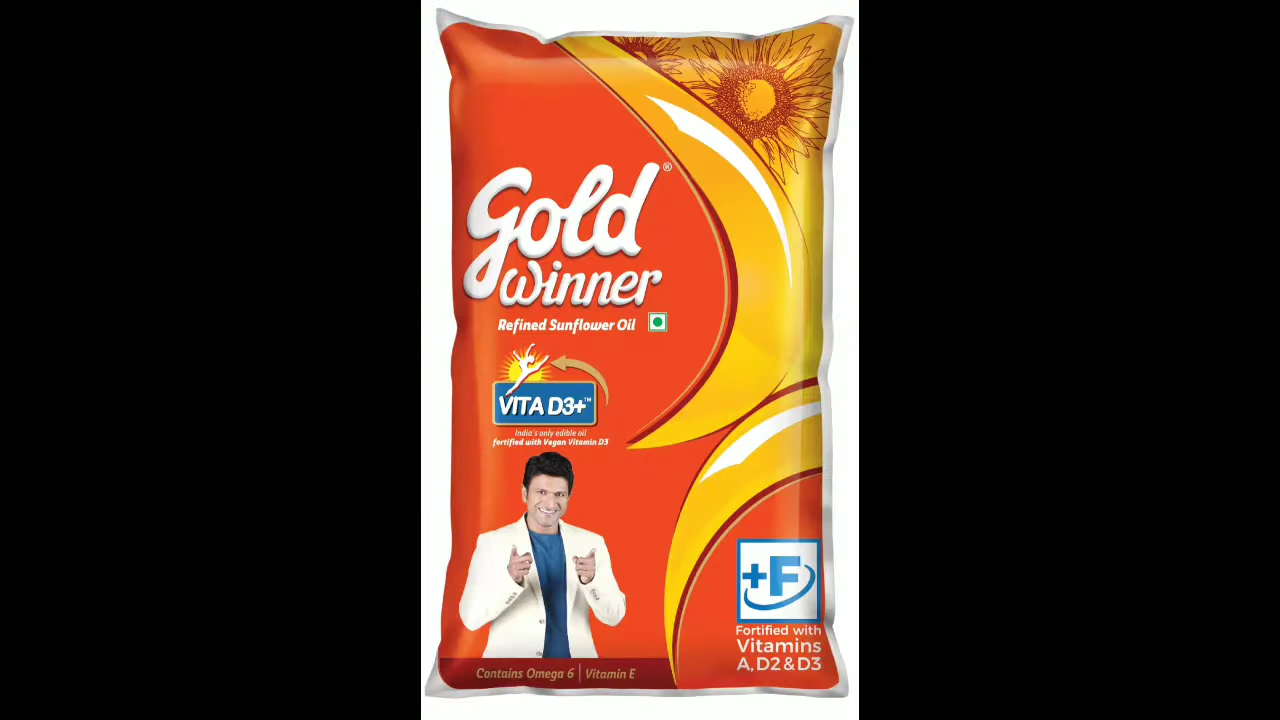 Gold®
winner
Refined Sunflower Oil
VITA D3+™
India's only edible oil
fortified with Vegan Vitamin D3
+F
Fortified with
Vitamins
A, D2 & D3
Contains Omega 6 | Vitamin E